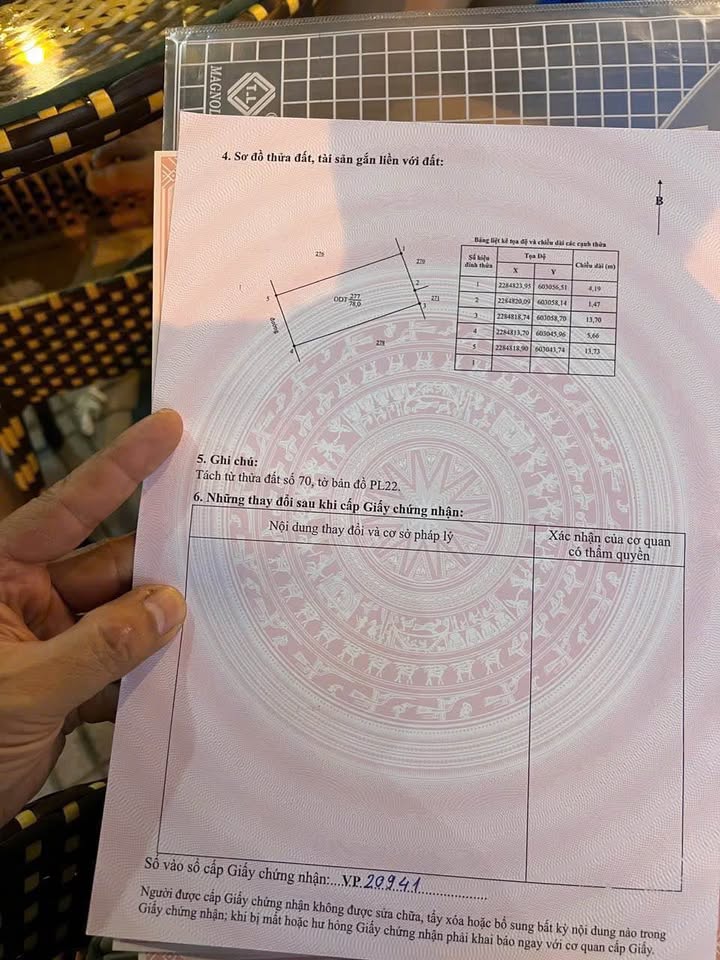 MAGNOL
T.L
4. Sơ đồ thửa đất, tài sản gắn liền với đất:
B
276
1
270
2
271
3
5
ODT 277
78,0
đường
4
278
Bảng liệt kê tọa độ và chiều dài các cạnh thửa
Số hiệu đỉnh thửa Tọa Độ Chiều dài (m)
X Y
1 2284823,95 603056,51 4,19
2 2284820,09 603058,14 1,47
3 2284818,74 603058,70 13,70
4 2284813,70 603045,96 5,66
5 2284818,90 603043,74 13,73
1
5. Ghi chú:
Tách từ thửa đất số 70, tờ bản đồ PL22.
6. Những thay đổi sau khi cấp Giấy chứng nhận:
Nội dung thay đổi và cơ sở pháp lý
Xác nhận của cơ quan
có thẩm quyền
Số vào sổ cấp Giấy chứng nhận:...VP.20941
Người được cấp Giấy chứng nhận không được sửa chữa, tẩy xóa hoặc bổ sung bất kỳ nội dung nào trong
Giấy chứng nhận; khi bị mất hoặc hư hỏng Giấy chứng nhận phải khai báo ngay với cơ quan cấp Giấy.